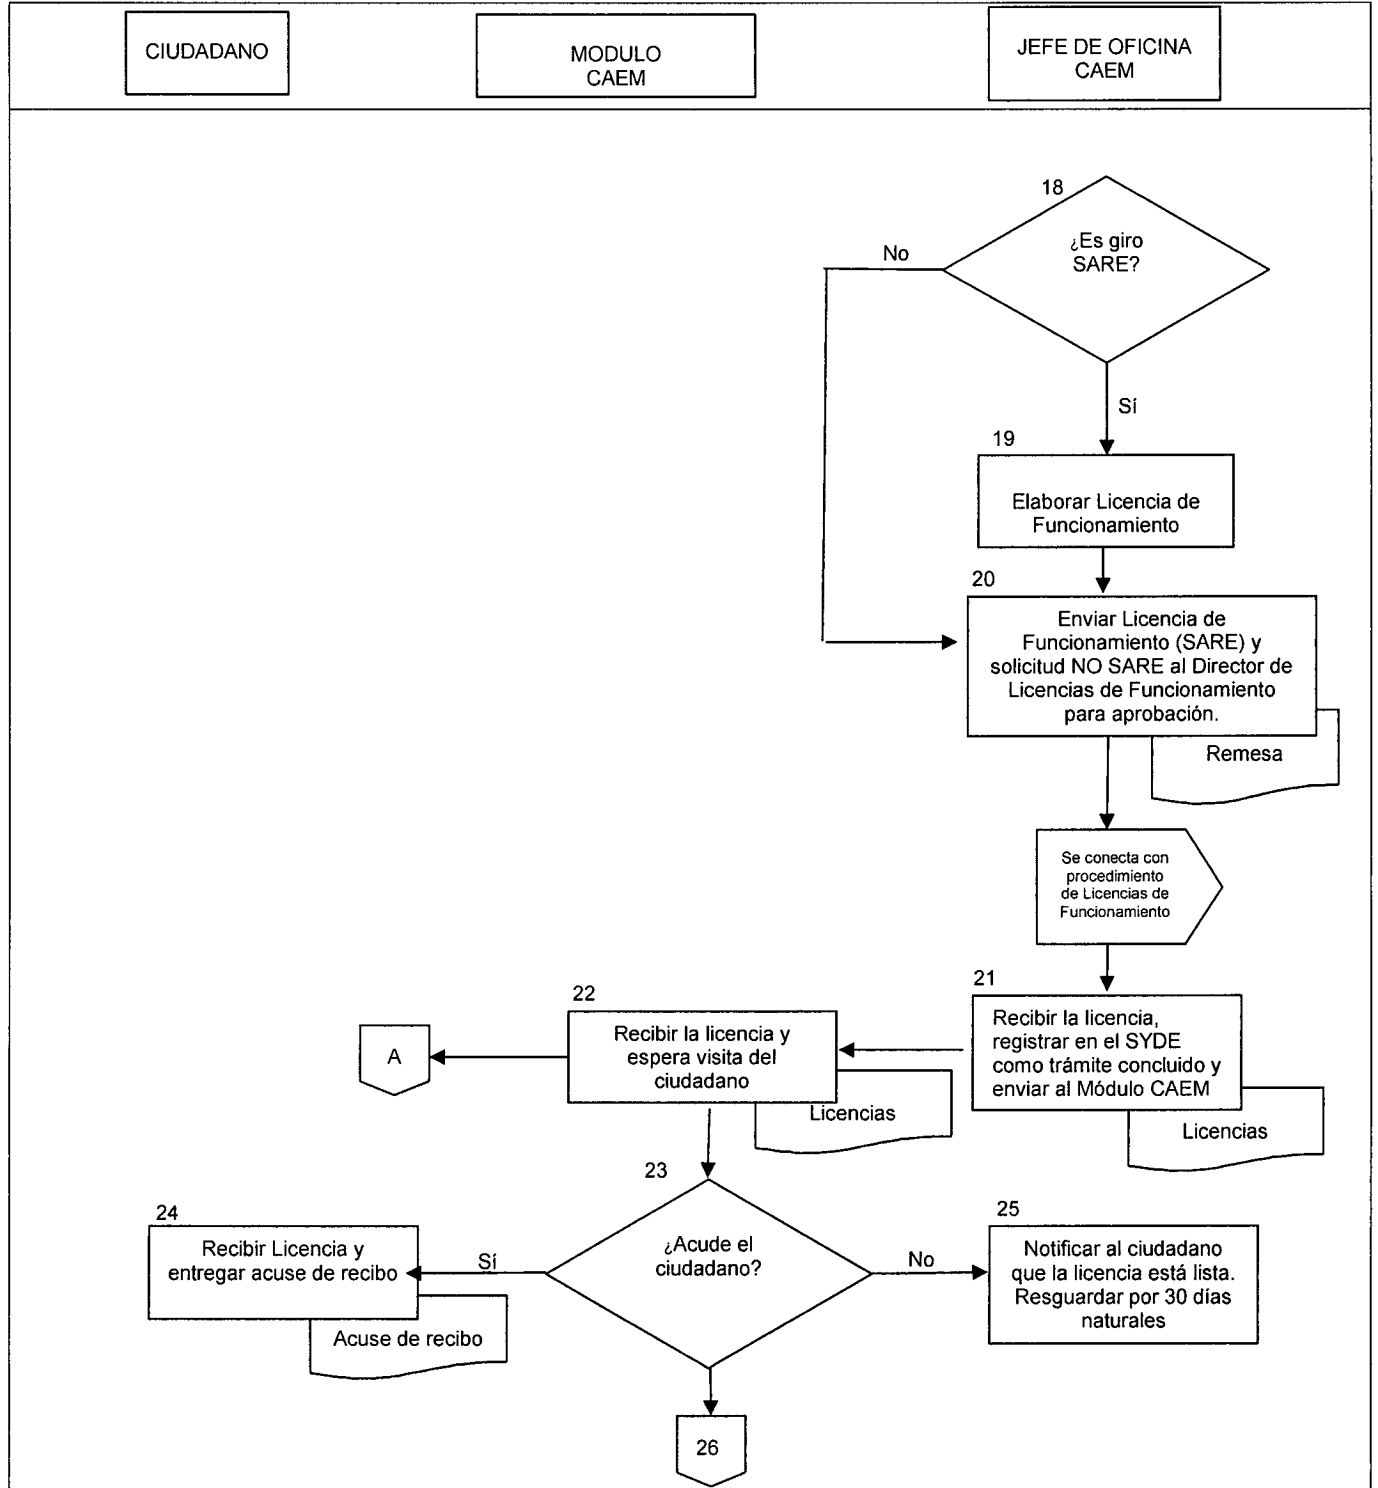 CIUDADANO
MODULO
CAEM
JEFE DE OFICINA
CAEM
18
¿Es giro
SARE?
No
Sí
19
Elaborar Licencia de
Funcionamiento
20
Enviar Licencia de
Funcionamiento (SARE) y
solicitud NO SARE al Director de
Licencias de Funcionamiento
para aprobación.
Remesa
Se conecta con
procedimiento
de Licencias de
Funcionamiento
21
Recibir la licencia,
registrar en el SYDE
como trámite concluido y
enviar al Módulo CAEM
Licencias
22
Recibir la licencia y
espera visita del
ciudadano
Licencias
A
23
¿Acude el
ciudadano?
Sí
No
24
Recibir Licencia y
entregar acuse de recibo
Acuse de recibo
25
Notificar al ciudadano
que la licencia está lista.
Resguardar por 30 días
naturales
26